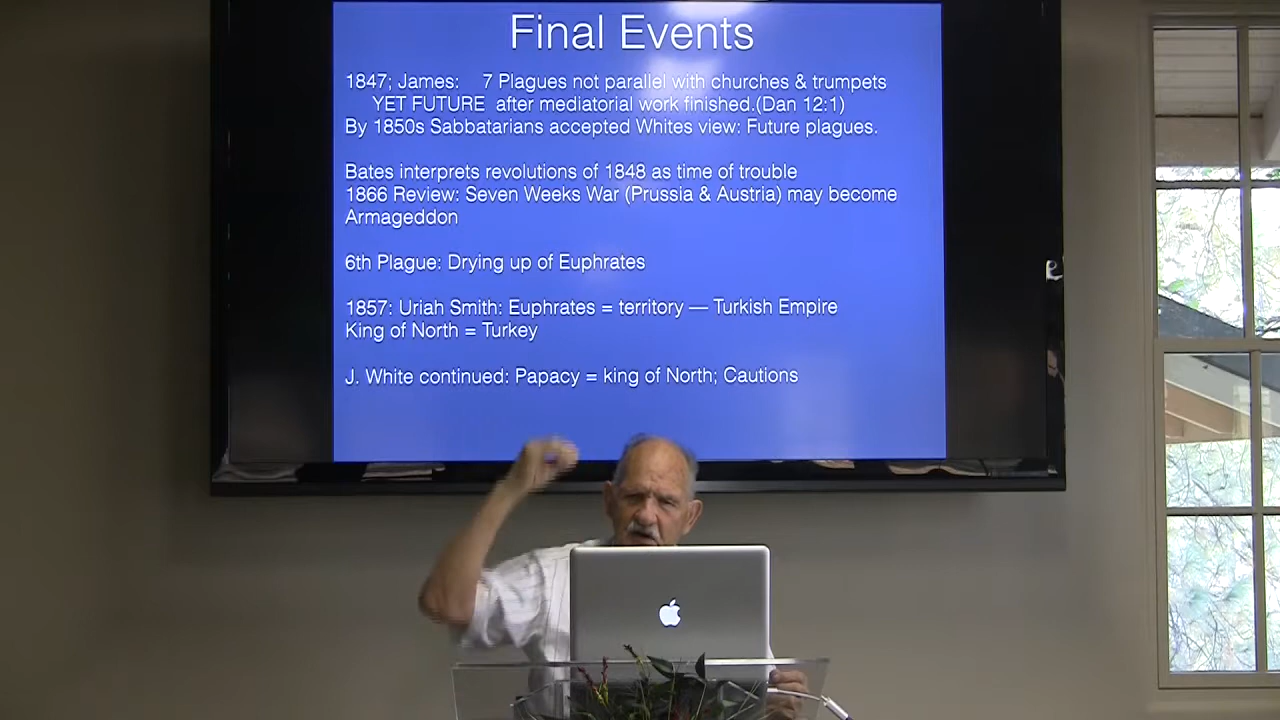 Final Events
1847; James: 7 Plagues not parallel with churches & trumpets
YET FUTURE after mediatorial work finished.(Dan 12:1)
By 1850s Sabbatarians accepted Whites view: Future plagues.
Bates interprets revolutions of 1848 as time of trouble
1866 Review: Seven Weeks War (Prussia & Austria) may become
Armageddon
6th Plague: Drying up of Euphrates
1857: Uriah Smith: Euphrates = territory — Turkish Empire
King of North = Turkey
J. White continued: Papacy = king of North; Cautions